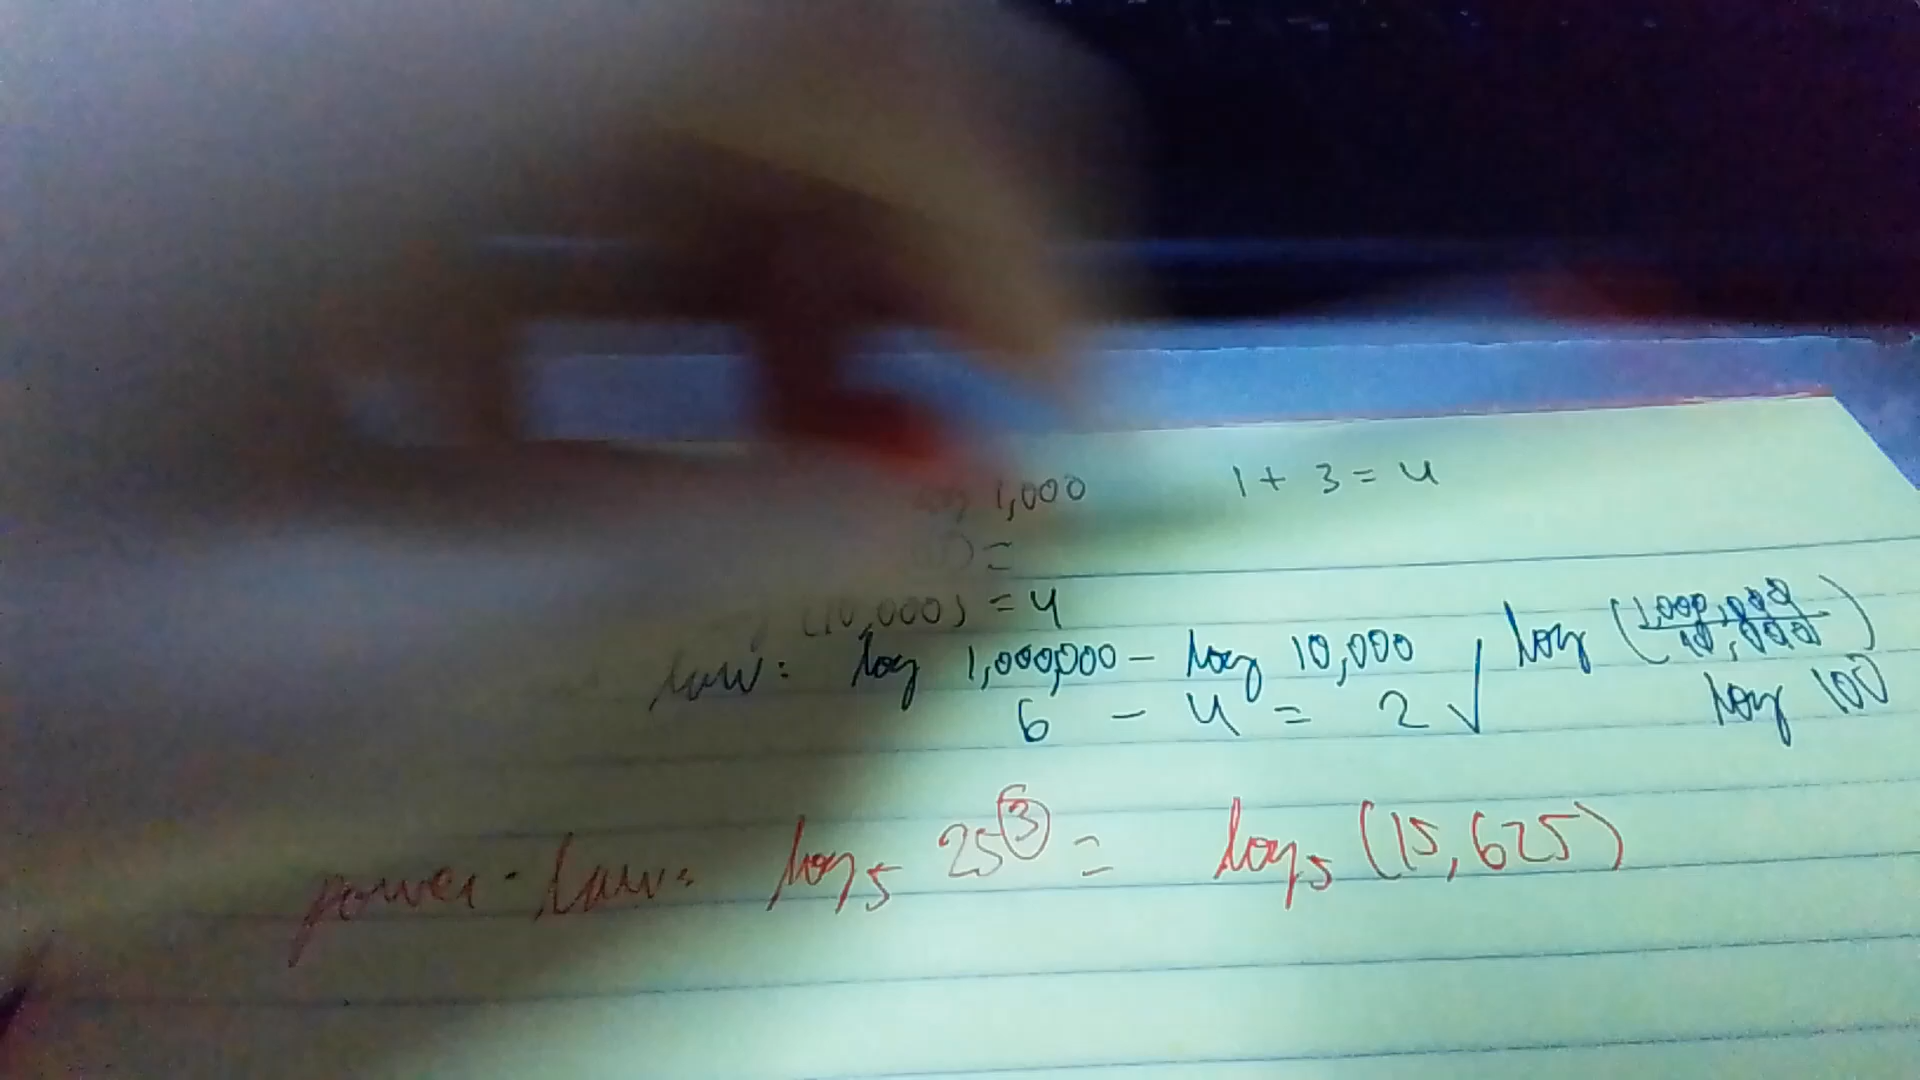 1,000 1 + 3 = 4
) =
(10,000) = 4
law: log 1,000,000 - log 10,000 log (1,000,000 / 10,000)
6 - 4 = 2 ✓ log 100
power-law: log₅ 25³ = log₅ (15,625)